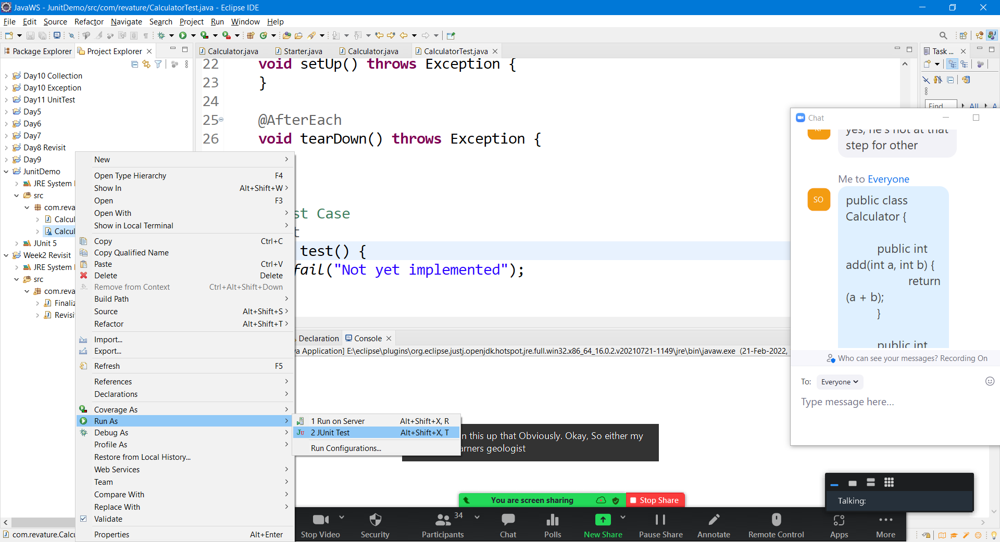 JavaWS - JunitDemo/src/com/revature/CalculatorTest.java - Eclipse IDE
File Edit Source Refactor Navigate Search Project Run Window Help
Package Explorer
Project Explorer
Calculator.java
Starter.java
Calculator.java
CalculatorTest.java
Task ...
Day10 Collection
Day10 Exception
Day11 UnitTest
Day5
Day6
Day7
Day8 Revisit
Day9
JunitDemo
JRE System
src
com.reva
Calcul
Calcul
JUnit 5
Week2 Revisit
JRE System
src
com.reva
Finaliz
Revisit
com.revature.Calcu
22 void setUp() throws Exception {
23 }
24
25 @AfterEach
26 void tearDown() throws Exception {
st Case
t
test() {
fail("Not yet implemented");
New
Open Type Hierarchy F4
Show In Alt+Shift+W
Open F3
Open With
Show in Local Terminal
Copy Ctrl+C
Copy Qualified Name
Paste Ctrl+V
Delete Delete
Remove from Context Ctrl+Alt+Shift+Down
Build Path
Source Alt+Shift+S
Refactor Alt+Shift+T
Import...
Export...
Refresh F5
References
Declarations
Coverage As
Run As
Debug As
Profile As
Restore from Local History...
Web Services
Team
Compare With
Replace With
Validate
Properties Alt+Enter
1 Run on Server Alt+Shift+X, R
2 JUnit Test Alt+Shift+X, T
Run Configurations...
Declaration
Console
va Application] E:\eclipse\plugins\org.eclipse.justj.openjdk.hotspot.jre.full.win32.x86_64_16.0.2.v20210721-1149\jre\bin\javaw.exe (21-Feb-2022,
n this up that Obviously. Okay, So either my
arners geologist
Find
All
A
Chat
yes, he's not at that
step for other
Me to Everyone
SO
public class
Calculator {
public int
add(int a, int b) {
return
(a + b);
}
public int
Who can see your messages? Recording On
To: Everyone
Type message here...
Talking:
You are screen sharing
Stop Share
Stop Video
Security
34
Participants
Chat
Polls
New Share
Pause Share
Annotate
Remote Control
Apps
More